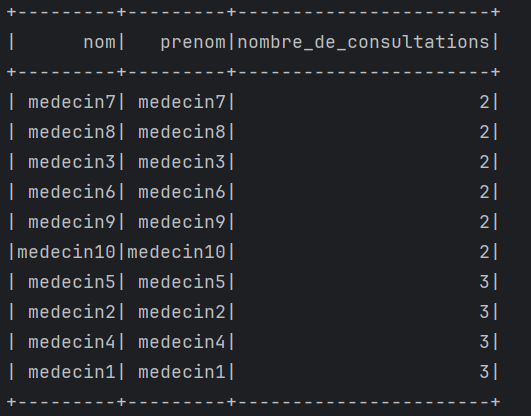 +---------+---------+-----------------------+
|      nom|   prenom|nombre_de_consultations|
+---------+---------+-----------------------+
| medecin7| medecin7|                      2|
| medecin8| medecin8|                      2|
| medecin3| medecin3|                      2|
| medecin6| medecin6|                      2|
| medecin9| medecin9|                      2|
|medecin10|medecin10|                      2|
| medecin5| medecin5|                      3|
| medecin2| medecin2|                      3|
| medecin4| medecin4|                      3|
| medecin1| medecin1|                      3|
+---------+---------+-----------------------+